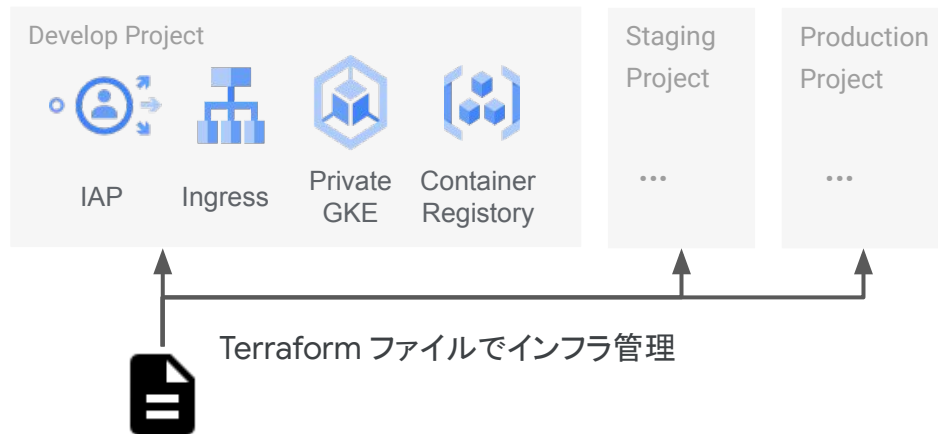 Develop Project
IAP
Ingress
Private
GKE
Container
Registory
Staging
Project
...
Production
Project
...
Terraform ファイルでインフラ管理